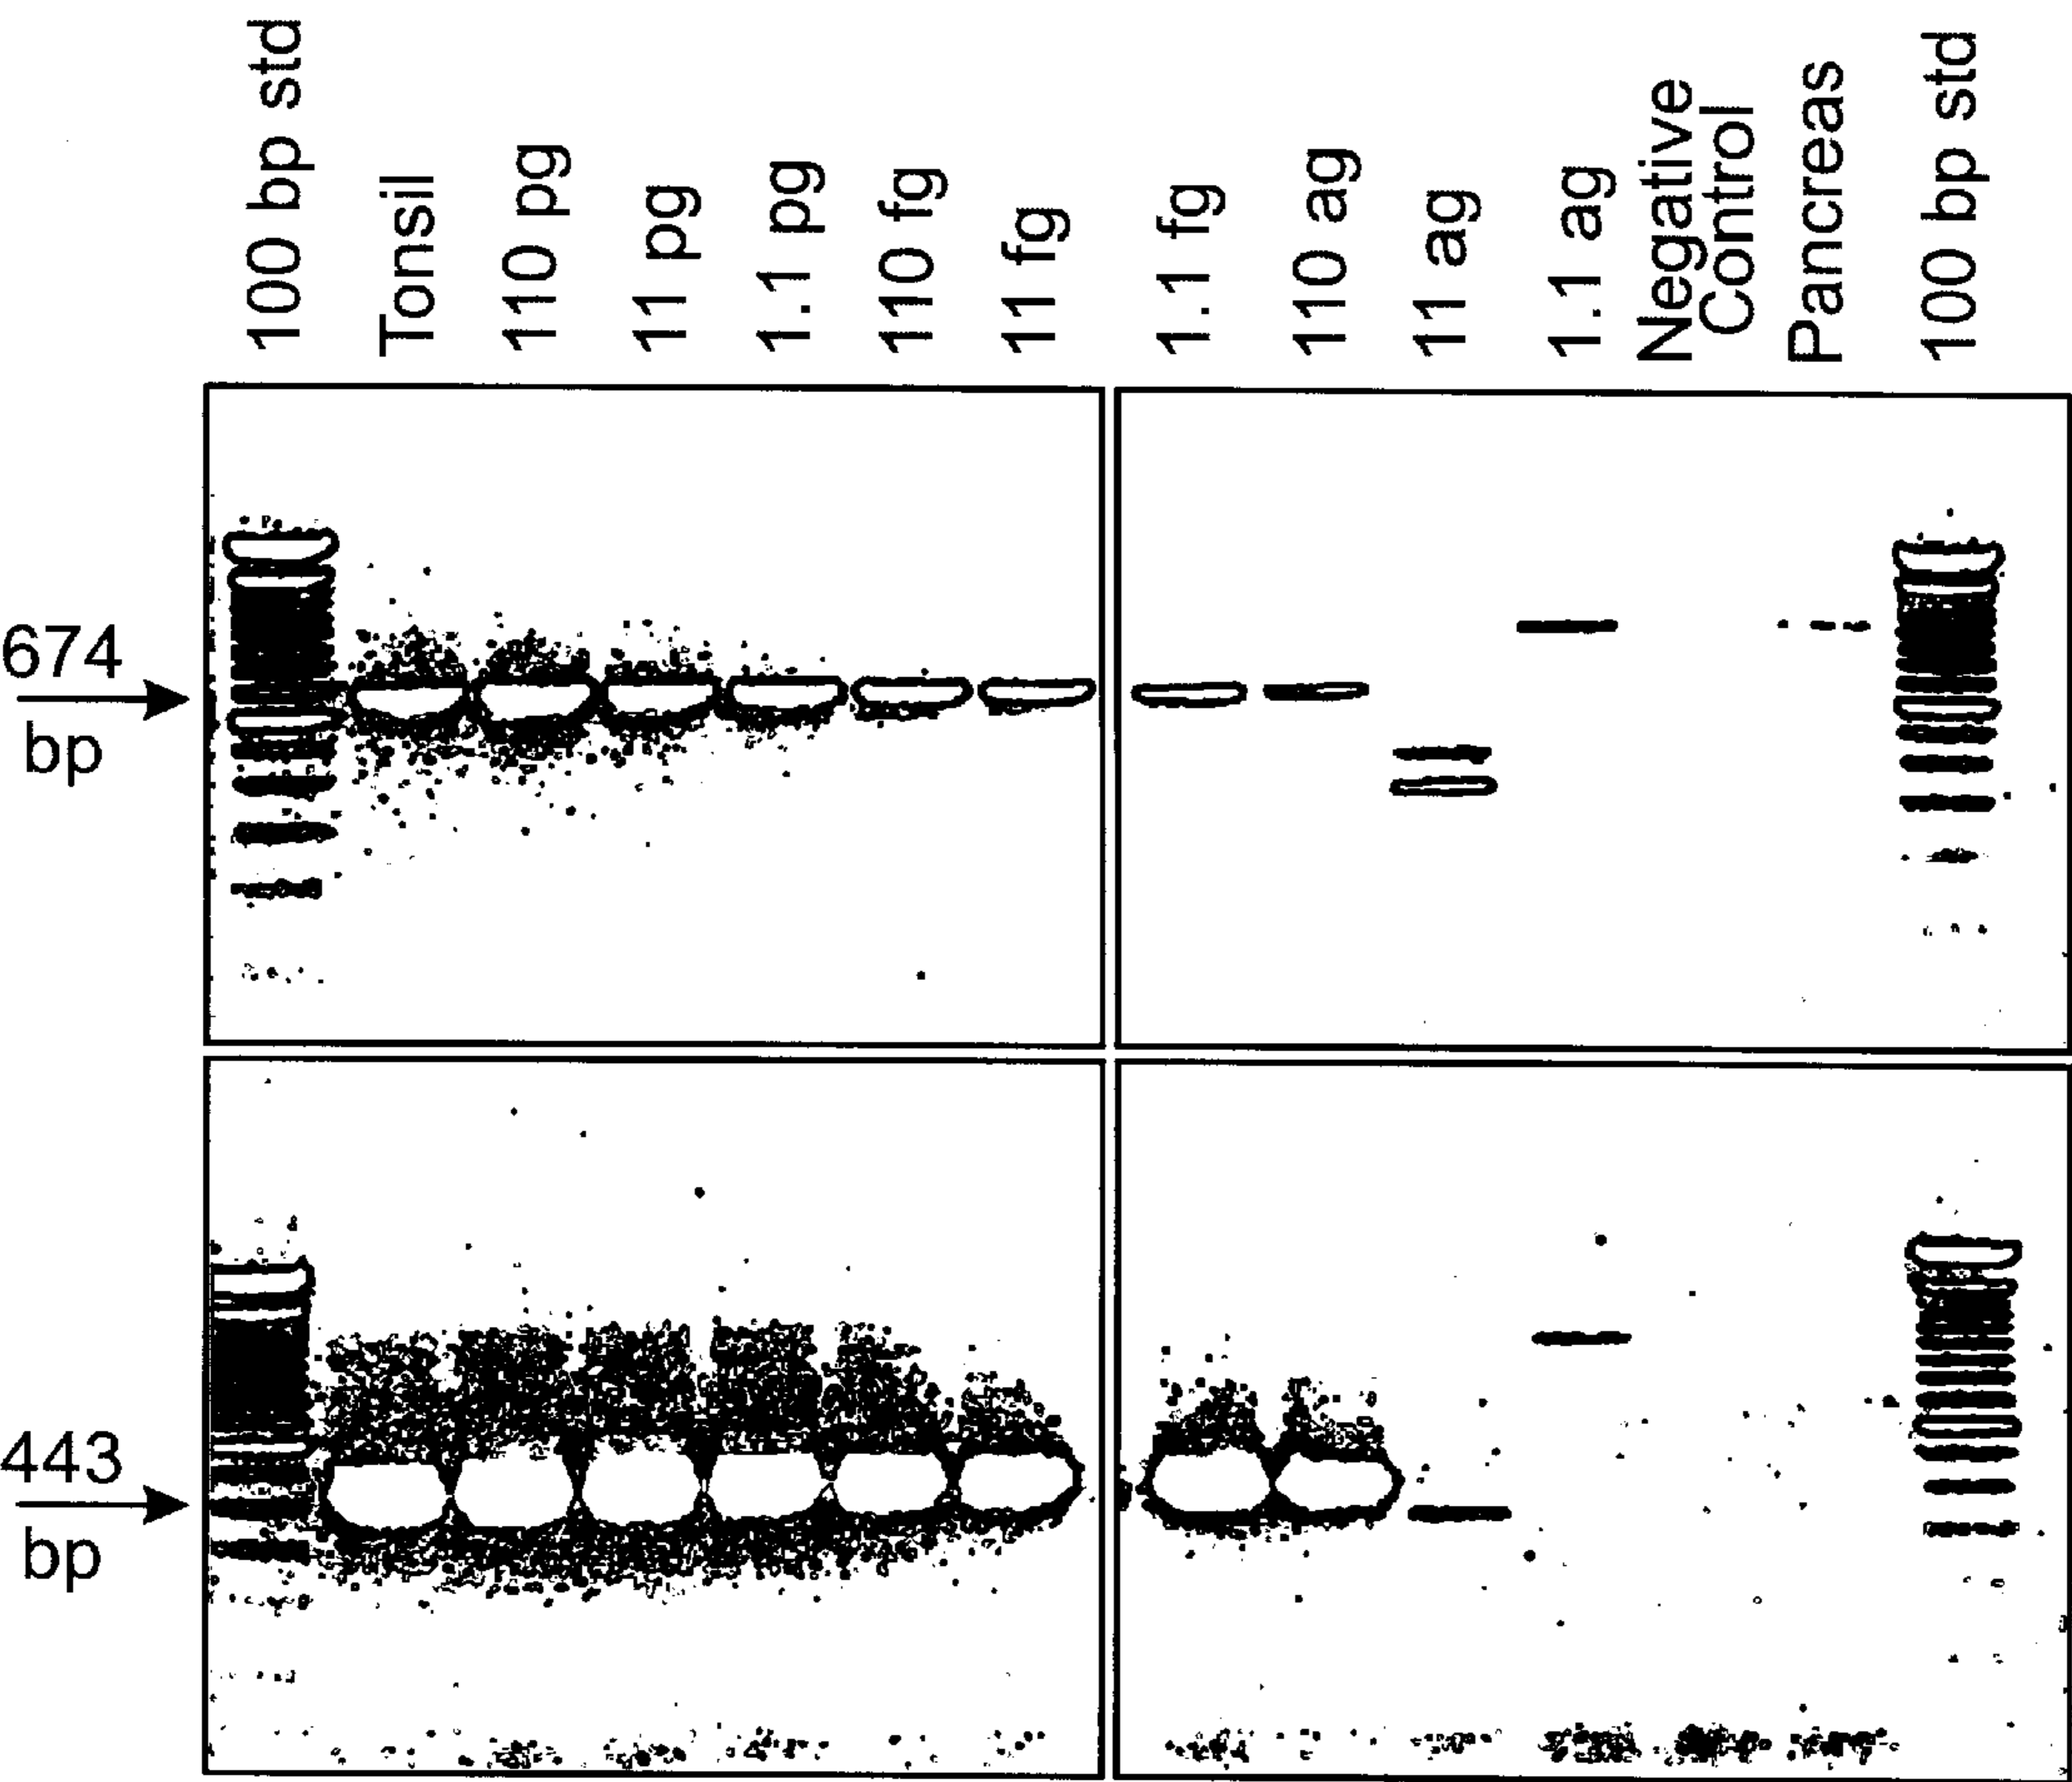 100 bp std
Tonsil
110 pg
11 pg
1.1 pg
110 fg
11 fg
1.1 fg
110 ag
11 ag
1.1 ag
Negative
Control
Pancreas
100 bp std
674
bp
443
bp